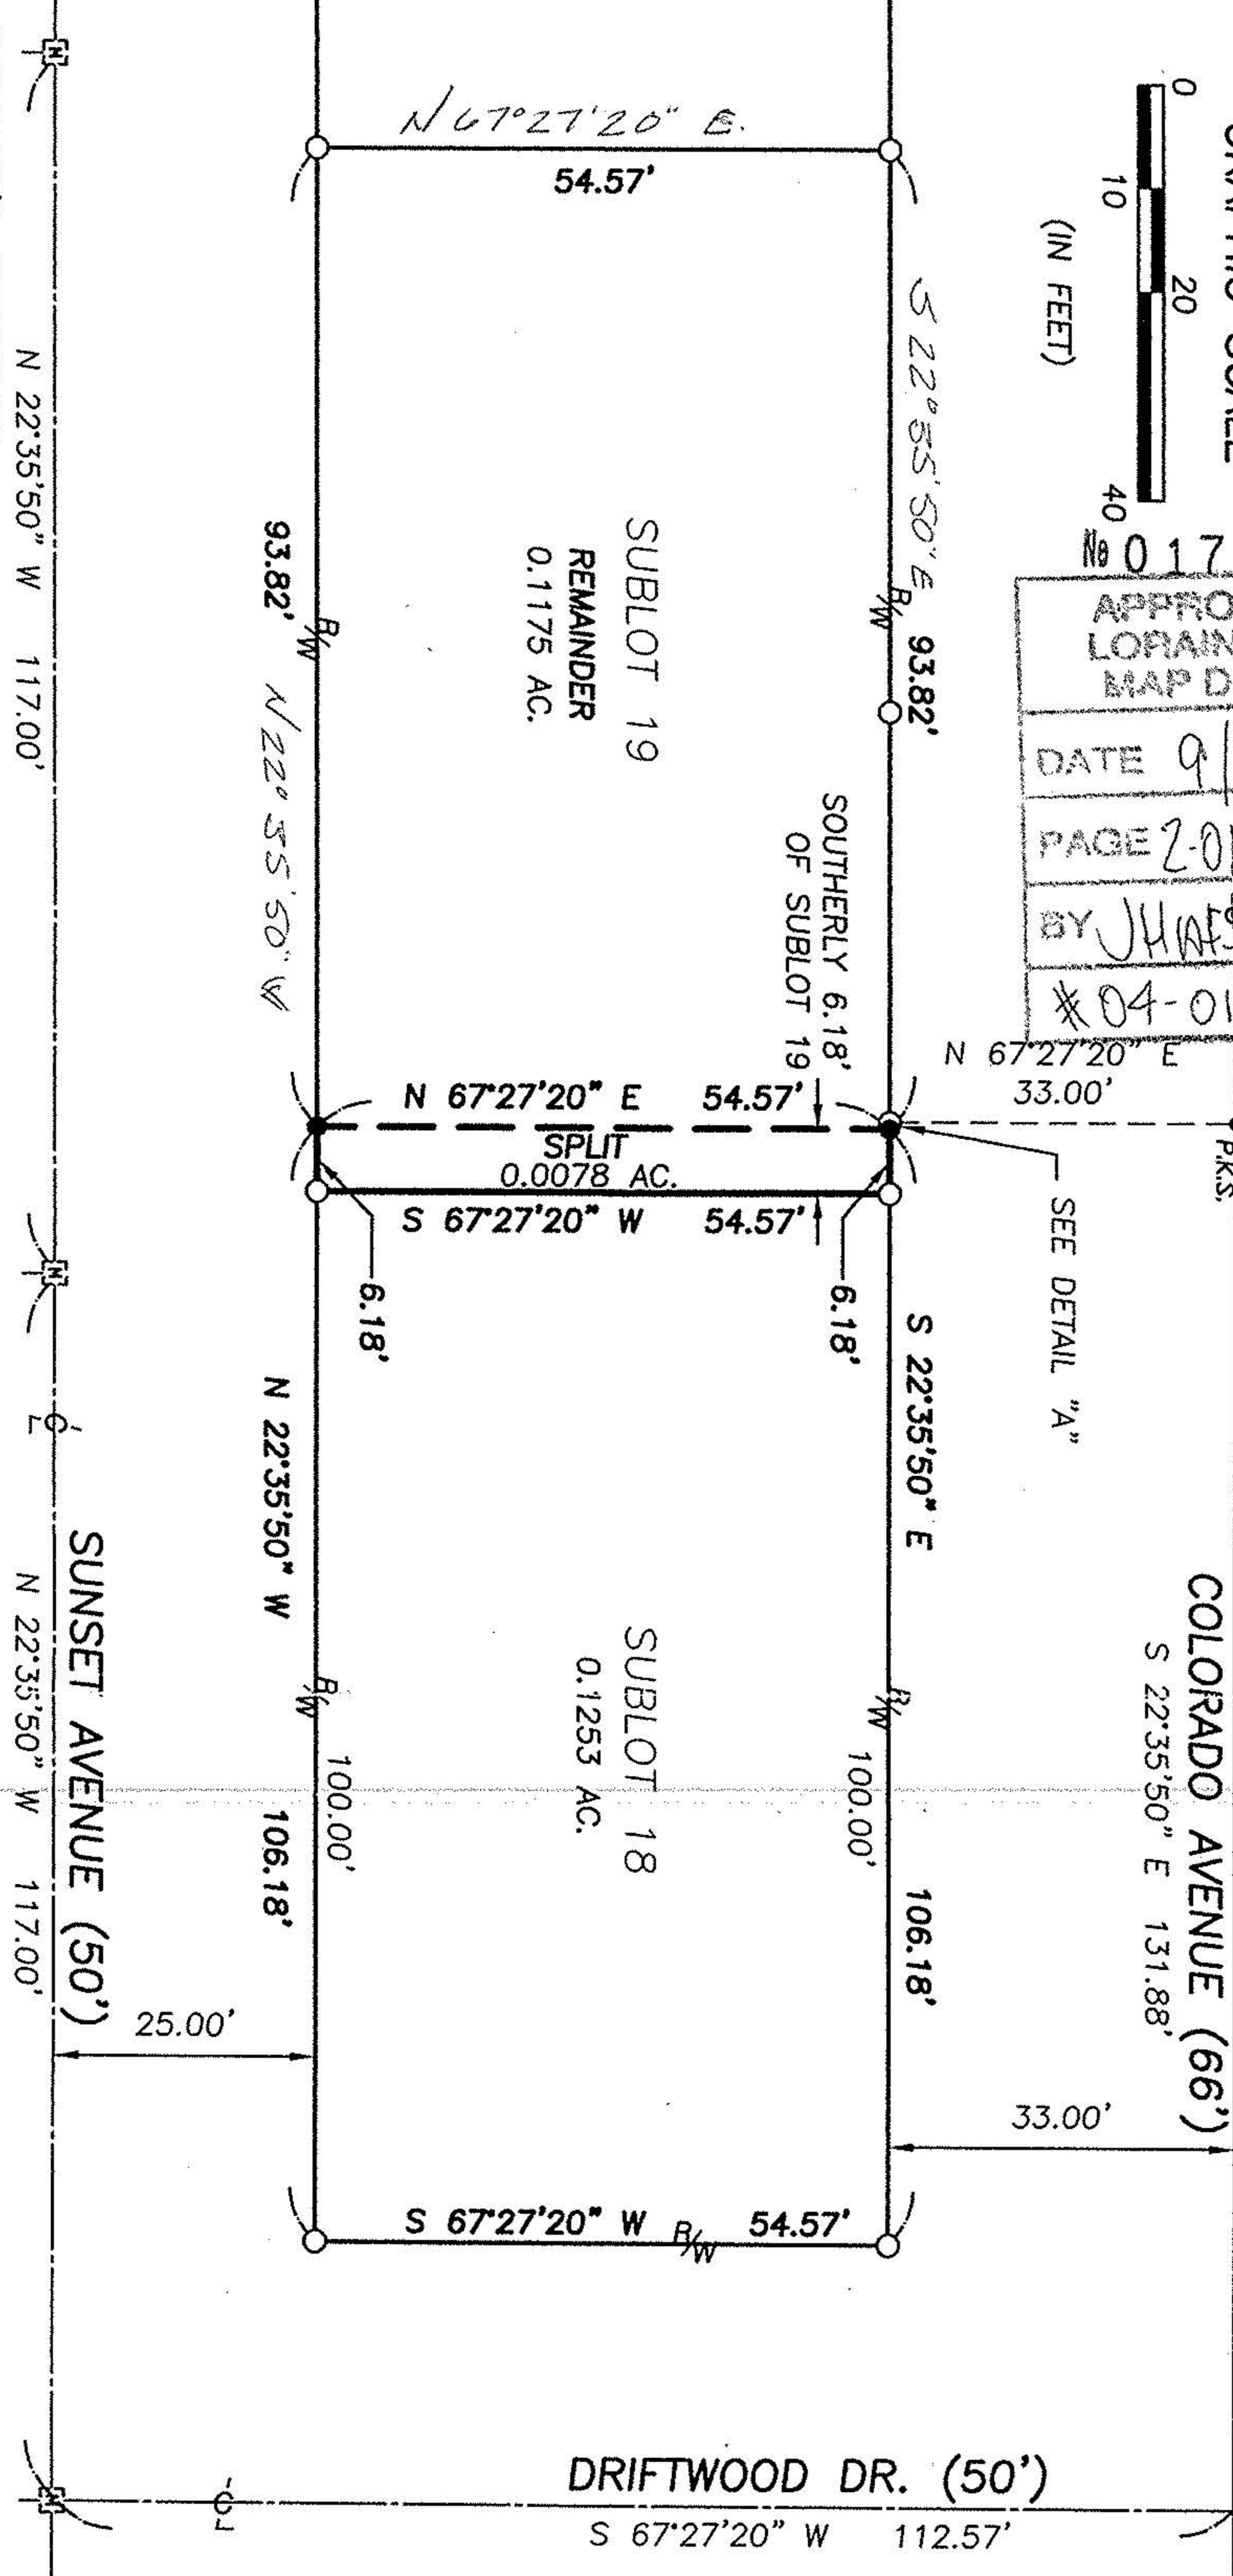 N 67°27'20" E.
54.57'
0
10
20
40
(IN FEET)
№ 017
LORAIN
DATE 9/
PAGE
BY
#04-01
S 22°35'50" E
R/W
93.82'
SUBLOT 19
REMAINDER
0.1175 AC.
93.82'
R/W
N 22°35'50" W
N 22°35'50" W 117.00'
SOUTHERLY 6.18'
OF SUBLOT 19
N 67°27'20" E
33.00'
P.K.S.
SEE DETAIL "A"
N 67°27'20" E 54.57'
SPLIT
0.0078 AC.
S 67°27'20" W 54.57'
6.18'
6.18'
S 22°35'50" E
R/W
100.00'
106.18'
SUBLOT 18
0.1253 AC.
N 22°35'50" W
R/W
100.00'
106.18'
COLORADO AVENUE (66')
S 22°35'50" E 131.88'
33.00'
CL
SUNSET AVENUE (50')
N 22°35'50" W 117.00'
25.00'
S 67°27'20" W R/W 54.57'
DRIFTWOOD DR. (50')
CL
S 67°27'20" W 112.57'